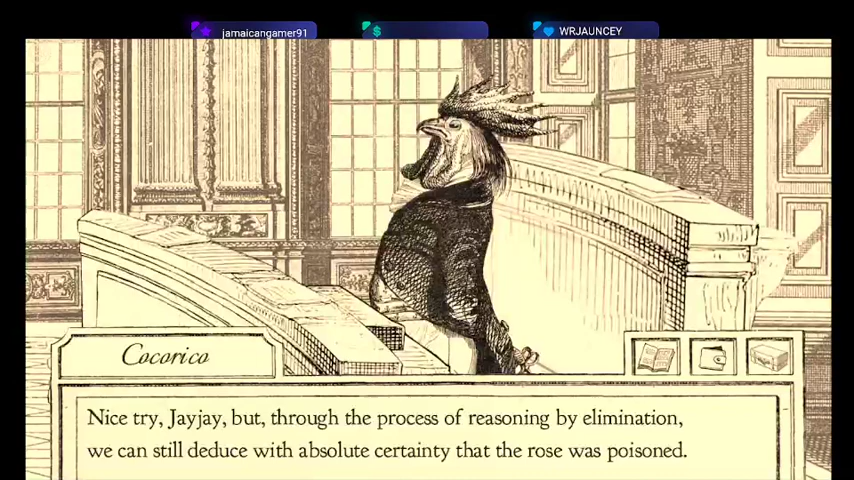 jamaicangamer91
$
WRJAUNCEY
Cocorico
Nice try, Jayjay, but, through the process of reasoning by elimination,
we can still deduce with absolute certainty that the rose was poisoned.